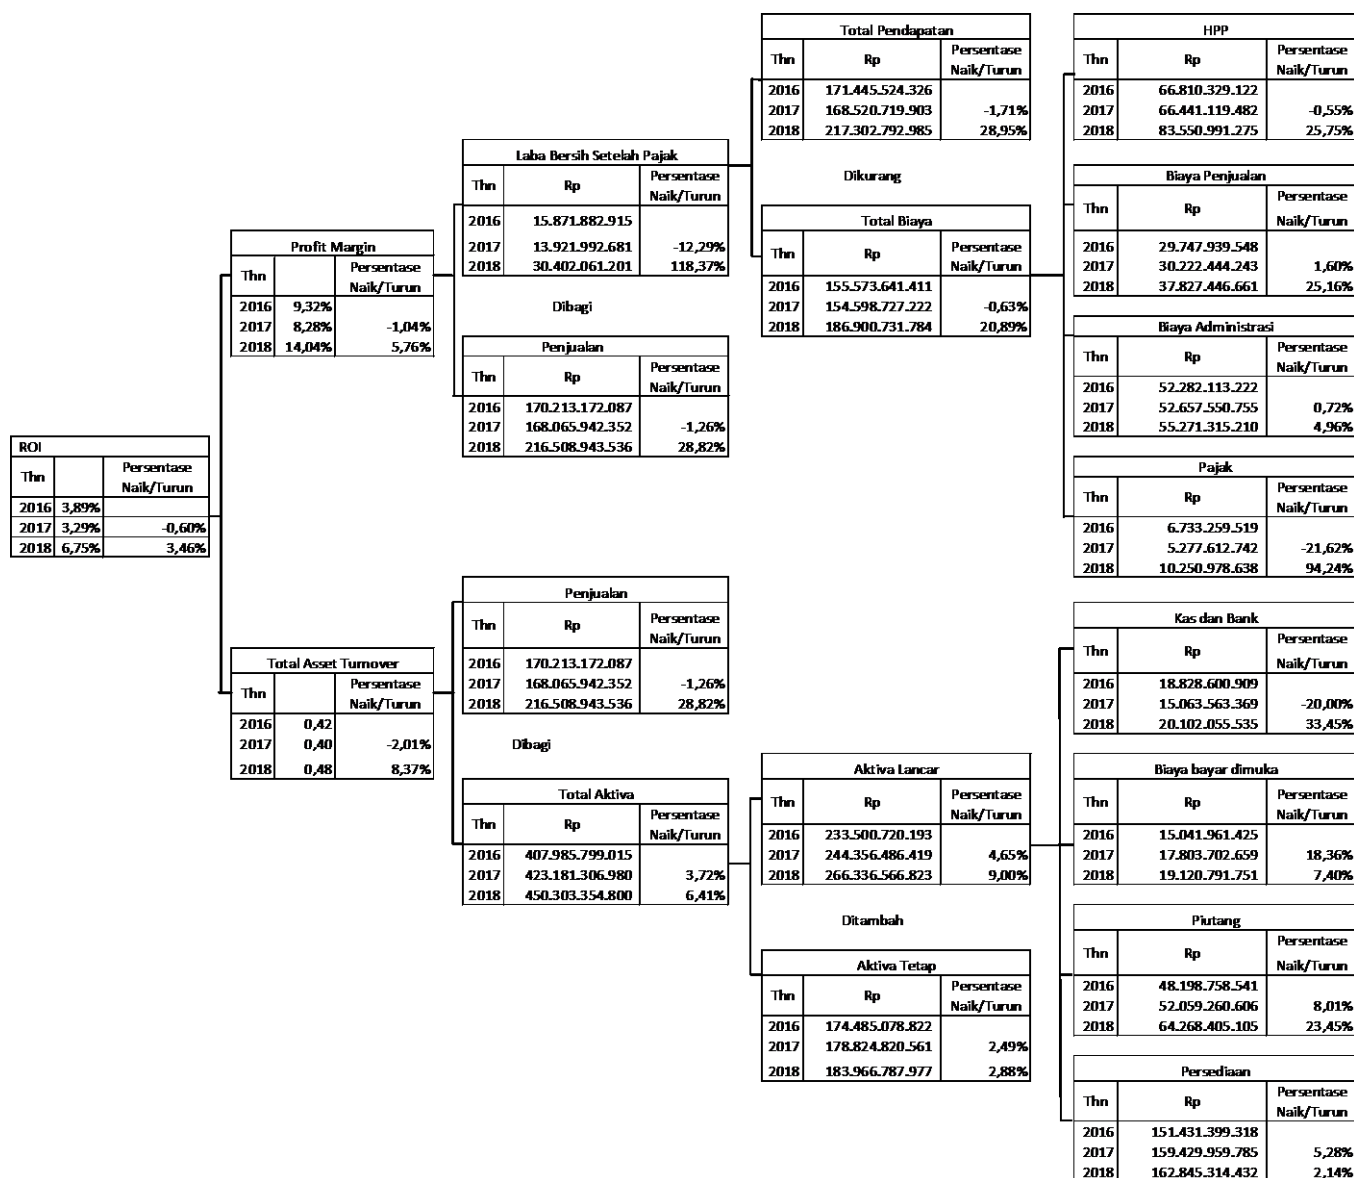 Total Pendapatan
Thn Rp Persentase Naik/Turun
2016 171.445.524.326
2017 168.520.719.903 -1,71%
2018 217.302.792.985 28,95%
HPP
Thn Rp Persentase Naik/Turun
2016 66.810.329.122
2017 66.441.119.482 -0,55%
2018 83.550.991.275 25,75%
Laba Bersih Setelah Pajak
Thn Rp Persentase Naik/Turun
2016 15.871.882.915
2017 13.921.992.681 -12,29%
2018 30.402.061.201 118,37%
Dikurang
Biaya Penjualan
Thn Rp Persentase Naik/Turun
2016 29.747.939.548
2017 30.222.444.243 1,60%
2018 37.827.446.661 25,16%
Total Biaya
Thn Rp Persentase Naik/Turun
2016 155.573.641.411
2017 154.598.727.222 -0,63%
2018 186.900.731.784 20,89%
Profit Margin
Thn Persentase Naik/Turun
2016 9,32%
2017 8,28% -1,04%
2018 14,04% 5,76%
Dibagi
Biaya Administrasi
Thn Rp Persentase Naik/Turun
2016 52.282.113.222
2017 52.657.550.755 0,72%
2018 55.271.315.210 4,96%
Penjualan
Thn Rp Persentase Naik/Turun
2016 170.213.172.087
2017 168.065.942.352 -1,26%
2018 216.508.943.536 28,82%
ROI
Thn Persentase Naik/Turun
2016 3,89%
2017 3,29% -0,60%
2018 6,75% 3,46%
Pajak
Thn Rp Persentase Naik/Turun
2016 6.733.259.519
2017 5.277.612.742 -21,62%
2018 10.250.978.638 94,24%
Penjualan
Thn Rp Persentase Naik/Turun
2016 170.213.172.087
2017 168.065.942.352 -1,26%
2018 216.508.943.536 28,82%
Kas dan Bank
Thn Rp Persentase Naik/Turun
2016 18.828.600.909
2017 15.063.563.369 -20,00%
2018 20.102.055.535 33,45%
Total Asset Turnover
Thn Persentase Naik/Turun
2016 0,42
2017 0,40 -2,01%
2018 0,48 8,37%
Dibagi
Total Aktiva
Thn Rp Persentase Naik/Turun
2016 407.985.799.015
2017 423.181.306.980 3,72%
2018 450.303.354.800 6,41%
Aktiva Lancar
Thn Rp Persentase Naik/Turun
2016 233.500.720.193
2017 244.356.486.419 4,65%
2018 266.336.566.823 9,00%
Biaya bayar dimuka
Thn Rp Persentase Naik/Turun
2016 15.041.961.425
2017 17.803.702.659 18,36%
2018 19.120.791.751 7,40%
Ditambah
Piutang
Thn Rp Persentase Naik/Turun
2016 48.198.758.541
2017 52.059.260.606 8,01%
2018 64.268.405.105 23,45%
Aktiva Tetap
Thn Rp Persentase Naik/Turun
2016 174.485.078.822
2017 178.824.820.561 2,49%
2018 183.966.787.977 2,88%
Persediaan
Thn Rp Persentase Naik/Turun
2016 151.431.399.318
2017 159.429.959.785 5,28%
2018 162.845.314.432 2,14%